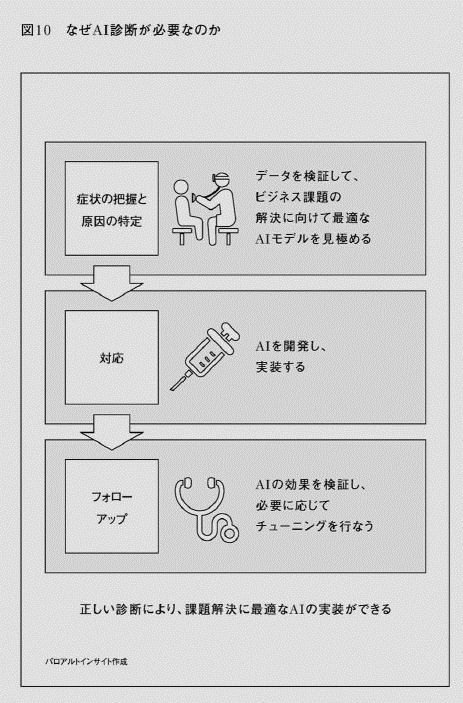 図10　なぜAI診断が必要なのか
症状の把握と
原因の特定
データを検証して、
ビジネス課題の
解決に向けて最適な
AIモデルを見極める
対応
AIを開発し、
実装する
フォロー
アップ
AIの効果を検証し、
必要に応じて
チューニングを行なう
正しい診断により、課題解決に最適なAIの実装ができる
パロアルトインサイト作成